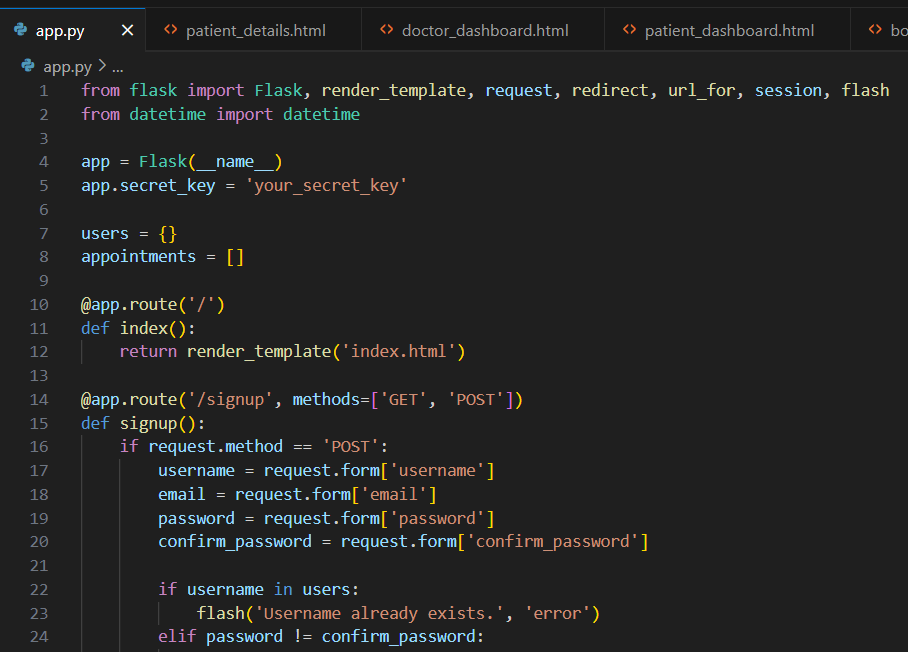 app.py × <> patient_details.html <> doctor_dashboard.html <> patient_dashboard.html <> bo
app.py > ...
1 from flask import Flask, render_template, request, redirect, url_for, session, flash
2 from datetime import datetime
3
4 app = Flask(__name__)
5 app.secret_key = 'your_secret_key'
6
7 users = {}
8 appointments = []
9
10 @app.route('/')
11 def index():
12     return render_template('index.html')
13
14 @app.route('/signup', methods=['GET', 'POST'])
15 def signup():
16     if request.method == 'POST':
17         username = request.form['username']
18         email = request.form['email']
19         password = request.form['password']
20         confirm_password = request.form['confirm_password']
21
22         if username in users:
23             flash('Username already exists.', 'error')
24         elif password != confirm_password: